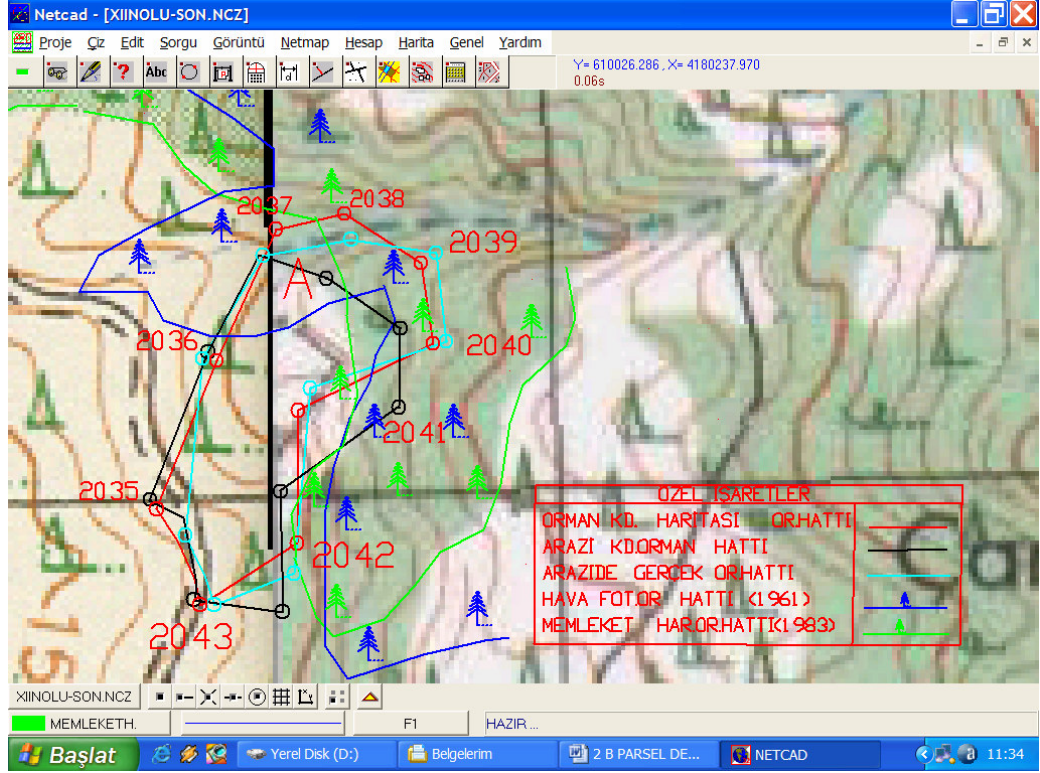 Netcad - [XIINOLU-SON.NCZ]
Proje Çiz Edit Sorgu Görüntü Netmap Hesap Harita Genel Yardım
Abc
Y= 610026.286 , X= 4180237.970
0.06s
2037
2038
2039
A
2036
2040
2041
2035
2042
2043
15
ÖZEL İŞARETLER
ORMAN KD. HARİTASI OR.HATTI
ARAZİ KD.ORMAN HATTI
ARAZİDE GERÇEK OR.HATTI
HAVA FOT.OR HATTI (1961)
MEMLEKET HAR.OR.HATTI(1983)
XIINOLU-SON.NCZ
MEMLEKETH. F1 HAZIR ...
Başlat Yerel Disk (D:) Belgelerim 2 B PARSEL DE... NETCAD 11:34